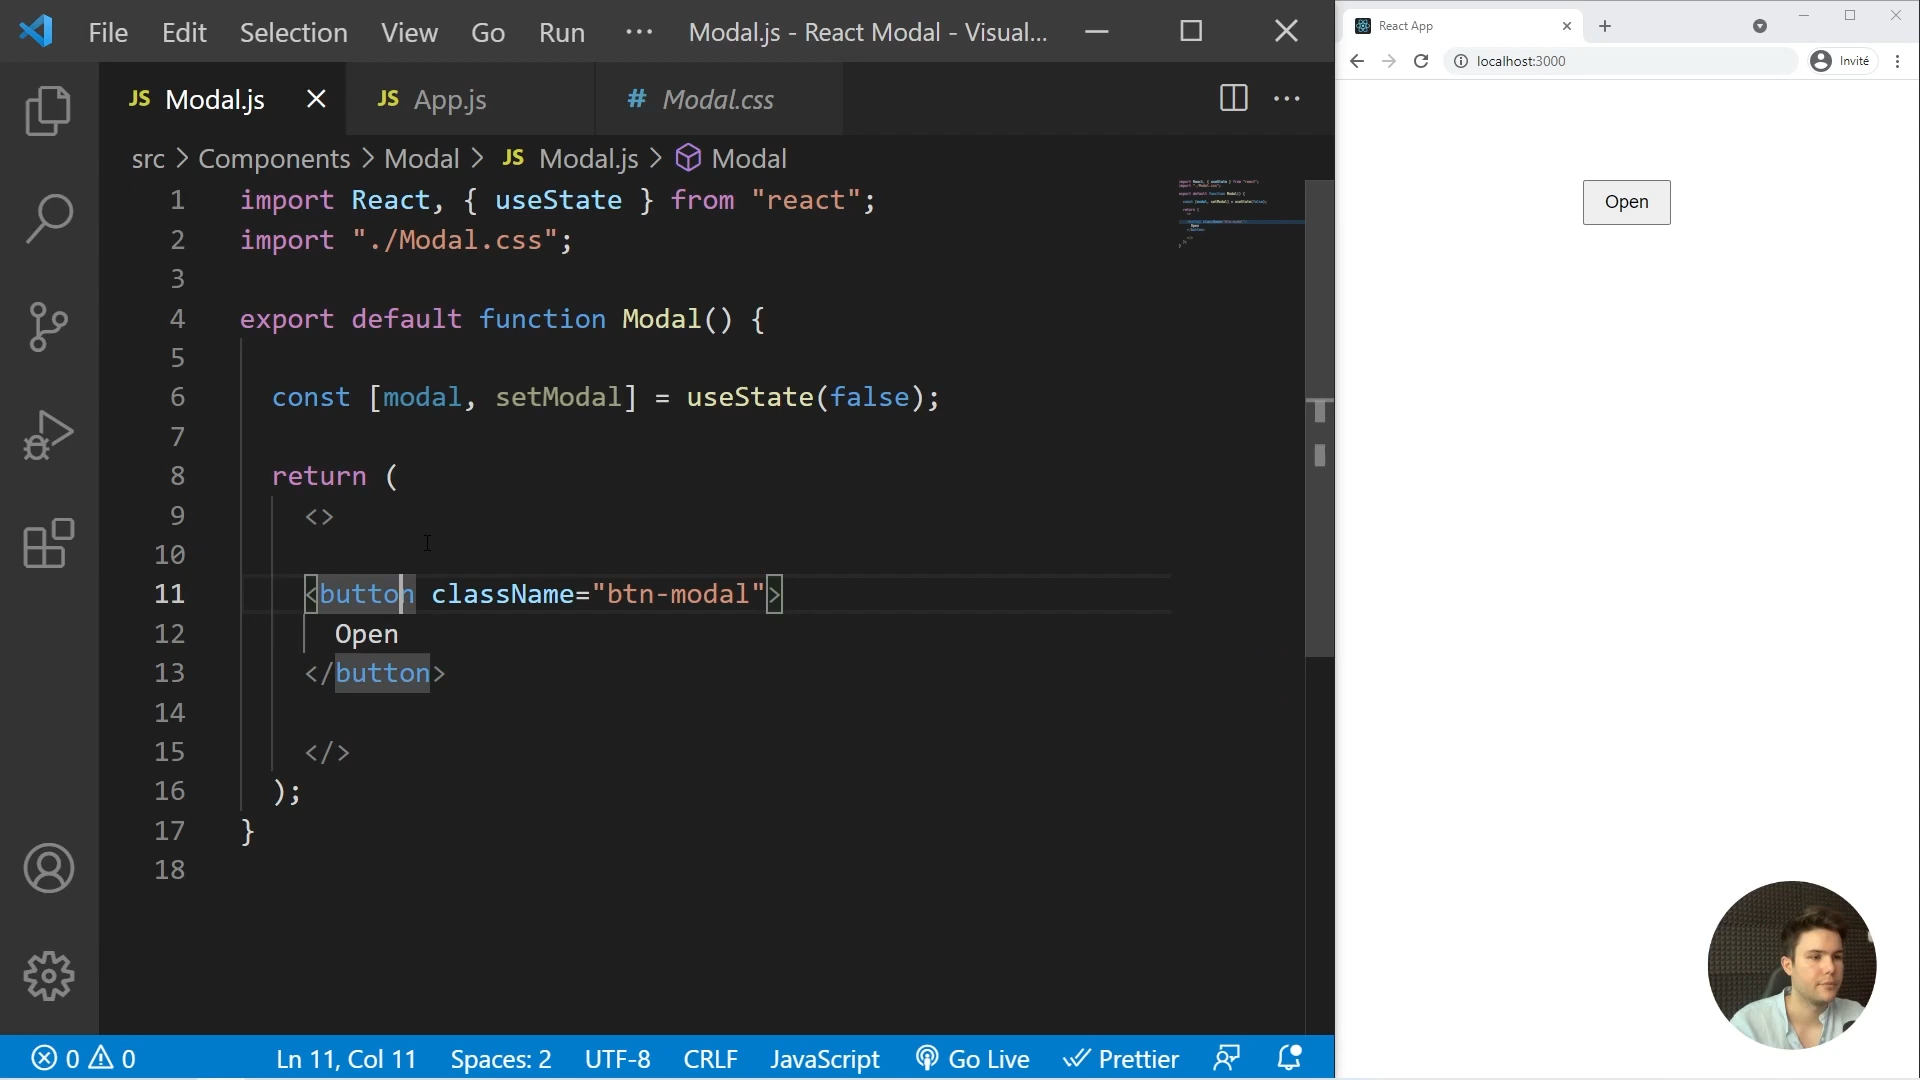 File Edit Selection View Go Run ··· Modal.js - React Modal - Visual...
JS Modal.js JS App.js # Modal.css
src > Components > Modal > JS Modal.js > Modal
1 import React, { useState } from "react";
2 import "./Modal.css";
3
4 export default function Modal() {
5
6 const [modal, setModal] = useState(false);
7
8 return (
9 <>
10
11 <button className="btn-modal">
12 Open
13 </button>
14
15 </>
16 );
17 }
18
0 0 Ln 11, Col 11 Spaces: 2 UTF-8 CRLF JavaScript Go Live Prettier
React App
localhost:3000 Invité
Open